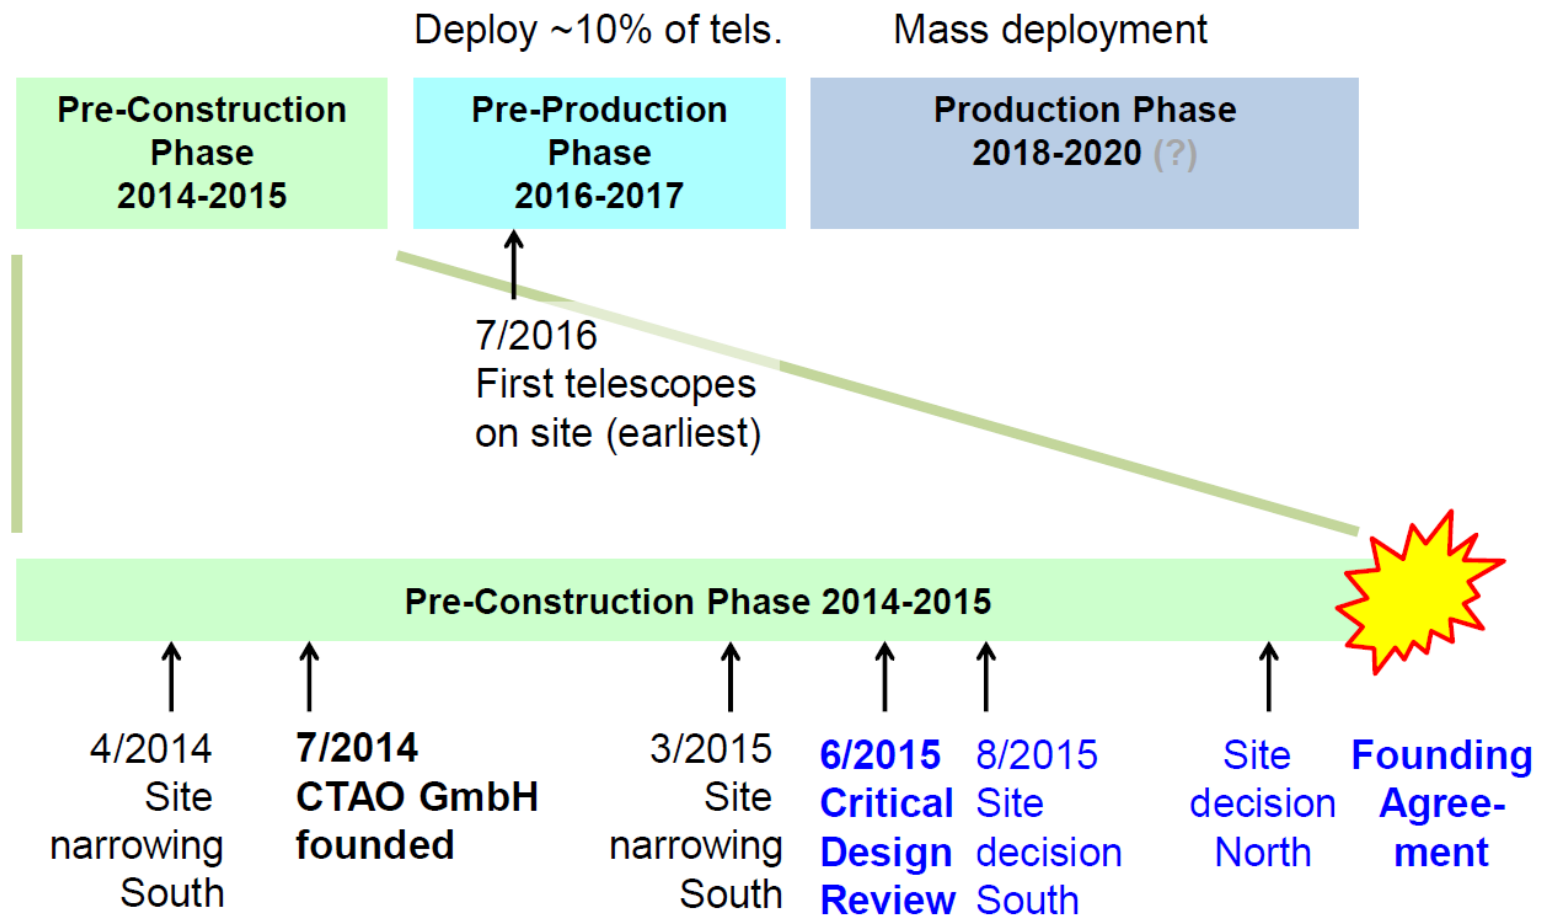 Deploy ~10% of tels.
Mass deployment
Pre-Construction
Phase
2014-2015
Pre-Production
Phase
2016-2017
Production Phase
2018-2020 (?)
7/2016
First telescopes
on site (earliest)
Pre-Construction Phase 2014-2015
4/2014
Site
narrowing
South
7/2014
CTAO GmbH
founded
3/2015
Site
narrowing
South
6/2015
Critical
Design
Review
8/2015
Site
decision
South
Site
decision
North
Founding
Agree-
ment